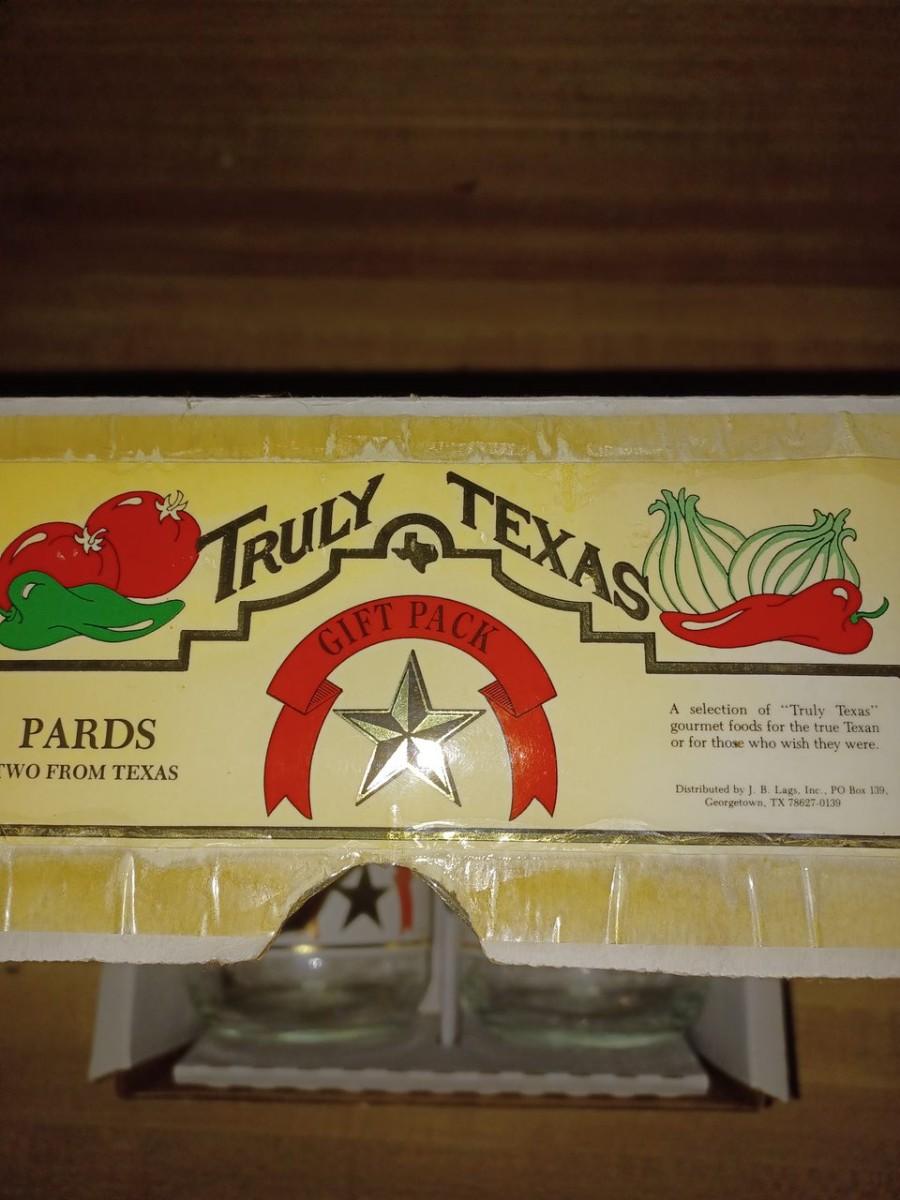 TRULY TEXAS
GIFT PACK
PARDS
TWO FROM TEXAS
A selection of "Truly Texas"
gourmet foods for the true Texan
or for those who wish they were.
Distributed by J. B. Lags, Inc., PO Box 139,
Georgetown, TX 78627-0139